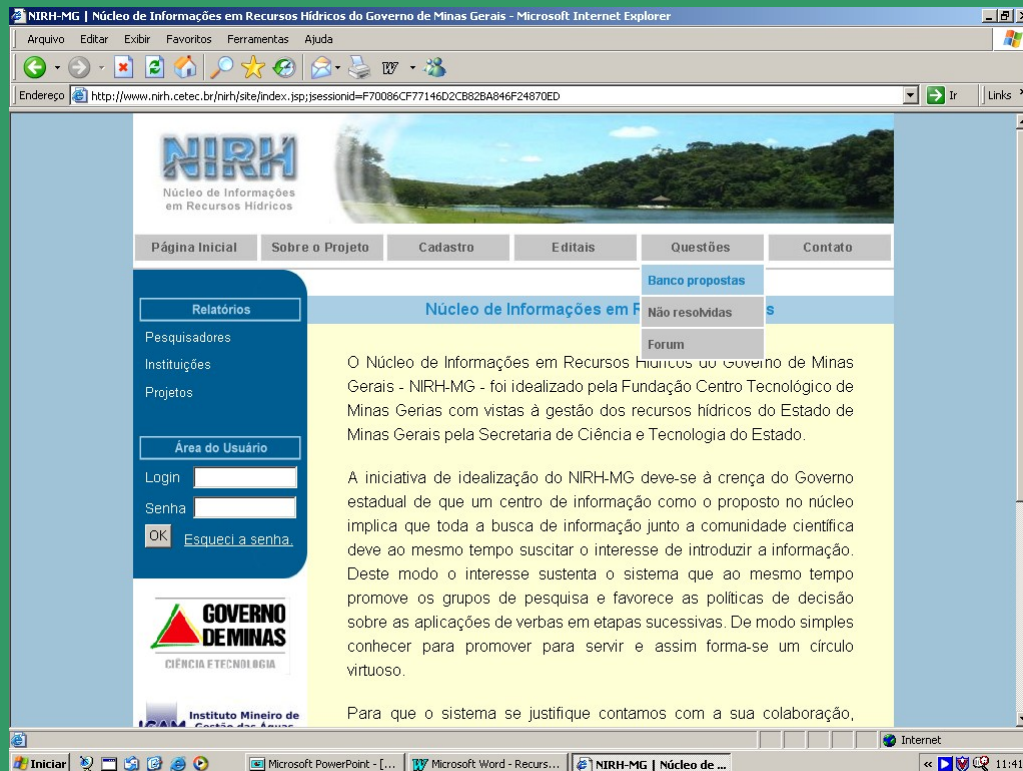 NIRH-MG | Núcleo de Informações em Recursos Hídricos do Governo de Minas Gerais - Microsoft Internet Explorer
Arquivo Editar Exibir Favoritos Ferramentas Ajuda
Endereço http://www.nirh.cetec.br/nirh/site/index.jsp;jsessionid=F70086CF77146D2CB82BA846F24870ED Ir Links
NIRH
Núcleo de Informações
em Recursos Hídricos
Página Inicial Sobre o Projeto Cadastro Editais Questões Contato
Banco propostas
Não resolvidas
Forum
Relatórios
Pesquisadores
Instituições
Projetos
Área do Usuário
Login
Senha
OK Esqueci a senha.
GOVERNO
DE MINAS
CIÊNCIA E TECNOLOGIA
Instituto Mineiro de
Núcleo de Informações em
O Núcleo de Informações em Recursos Hídricos do Governo de Minas
Gerais - NIRH-MG - foi idealizado pela Fundação Centro Tecnológico de
Minas Gerias com vistas à gestão dos recursos hídricos do Estado de
Minas Gerais pela Secretaria de Ciência e Tecnologia do Estado.
A iniciativa de idealização do NIRH-MG deve-se à crença do Governo
estadual de que um centro de informação como o proposto no núcleo
implica que toda a busca de informação junto a comunidade científica
deve ao mesmo tempo suscitar o interesse de introduzir a informação.
Deste modo o interesse sustenta o sistema que ao mesmo tempo
promove os grupos de pesquisa e favorece as políticas de decisão
sobre as aplicações de verbas em etapas sucessivas. De modo simples
conhecer para promover para servir e assim forma-se um círculo
virtuoso.
Para que o sistema se justifique contamos com a sua colaboração,
Internet
Iniciar Microsoft PowerPoint - [... Microsoft Word - Recurs... NIRH-MG | Núcleo de ... 11:41